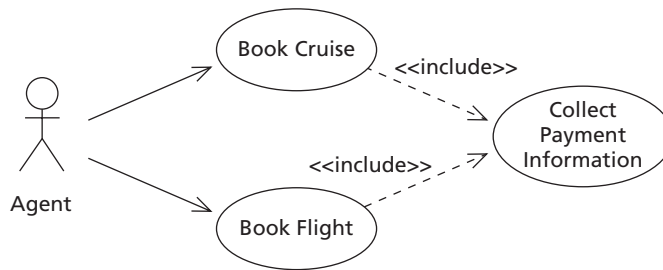 Book Cruise
<<include>>
Collect
Payment
Information
<<include>>
Agent
Book Flight